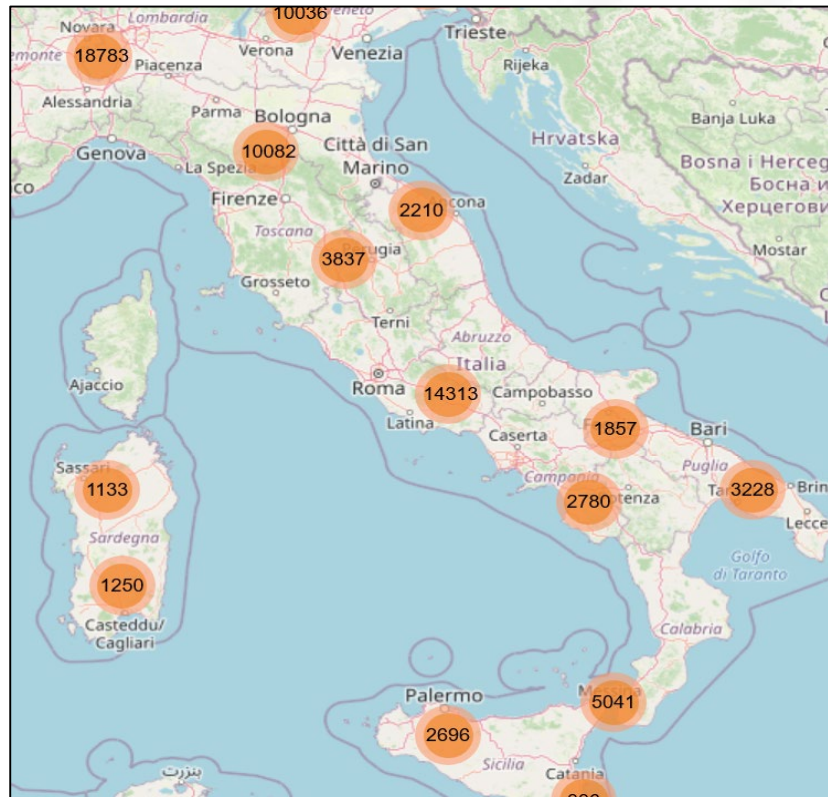 10036
Lombardia
Novara
Trieste
Verona
Venezia
18783
Rijeka
Piacenza
Alessandria
Parma
Bologna
Banja Luka
Genova
10082
Città di San
Marino
Hrvatska
La Spezia
Zadar
Bosna i Herceg
Босна и
Херцегови
Firenze
2210
Toscana
3837
Mostar
Grosseto
Terni
Abruzzo
Italia
Ajaccio
Roma
14313
Campobasso
Latina
1857
Bari
Caserta
Sassari
1133
Campania
Puglia
2780
3228
Brin
Lecce
Sardegna
Golfo
di Taranto
1250
Casteddu/
Cagliari
Calabria
Palermo
5041
2696
Sicilia
Catania
بنزرت